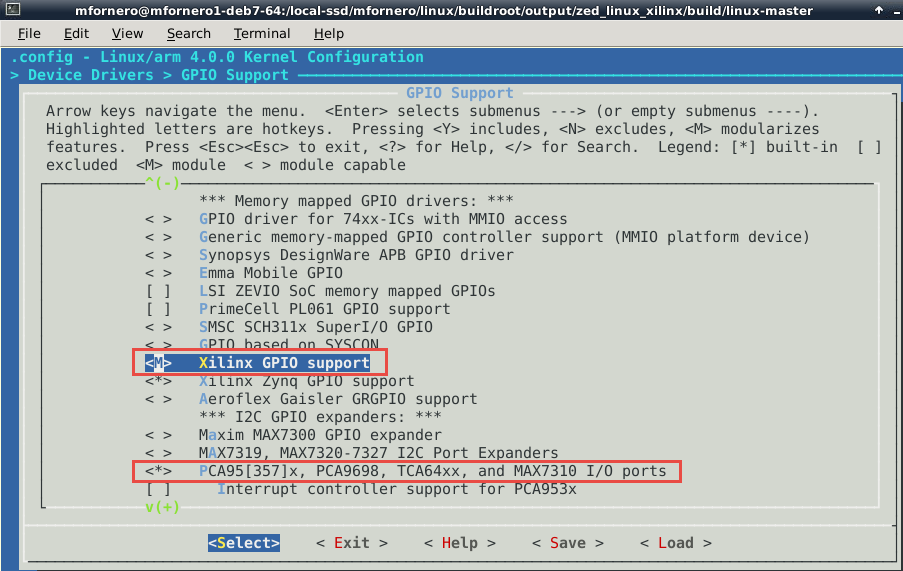 mfornero@mfornero1-deb7-64:/local-ssd/mfornero/linux/buildroot/output/zed_linux_xilinx/build/linux-master
File Edit View Search Terminal Help
.config - Linux/arm 4.0.0 Kernel Configuration
> Device Drivers > GPIO Support
GPIO Support
Arrow keys navigate the menu. <Enter> selects submenus ---> (or empty submenus ----).
Highlighted letters are hotkeys. Pressing <Y> includes, <N> excludes, <M> modularizes
features. Press <Esc><Esc> to exit, <?> for Help, </> for Search. Legend: [*] built-in [ ]
excluded <M> module < > module capable
^(-)
*** Memory mapped GPIO drivers: ***
< > GPIO driver for 74xx-ICs with MMIO access
< > Generic memory-mapped GPIO controller support (MMIO platform device)
< > Synopsys DesignWare APB GPIO driver
< > Emma Mobile GPIO
[ ] LSI ZEVIO SoC memory mapped GPIOs
[ ] PrimeCell PL061 GPIO support
< > SMSC SCH311x SuperI/O GPIO
< > GPIO based on SYSCON
<M> Xilinx GPIO support
<*> Xilinx Zynq GPIO support
< > Aeroflex Gaisler GRGPIO support
*** I2C GPIO expanders: ***
< > Maxim MAX7300 GPIO expander
< > MAX7319, MAX7320-7327 I2C Port Expanders
<*> PCA95[357]x, PCA9698, TCA64xx, and MAX7310 I/O ports
[ ] Interrupt controller support for PCA953x
v(+)
<Select> < Exit > < Help > < Save > < Load >